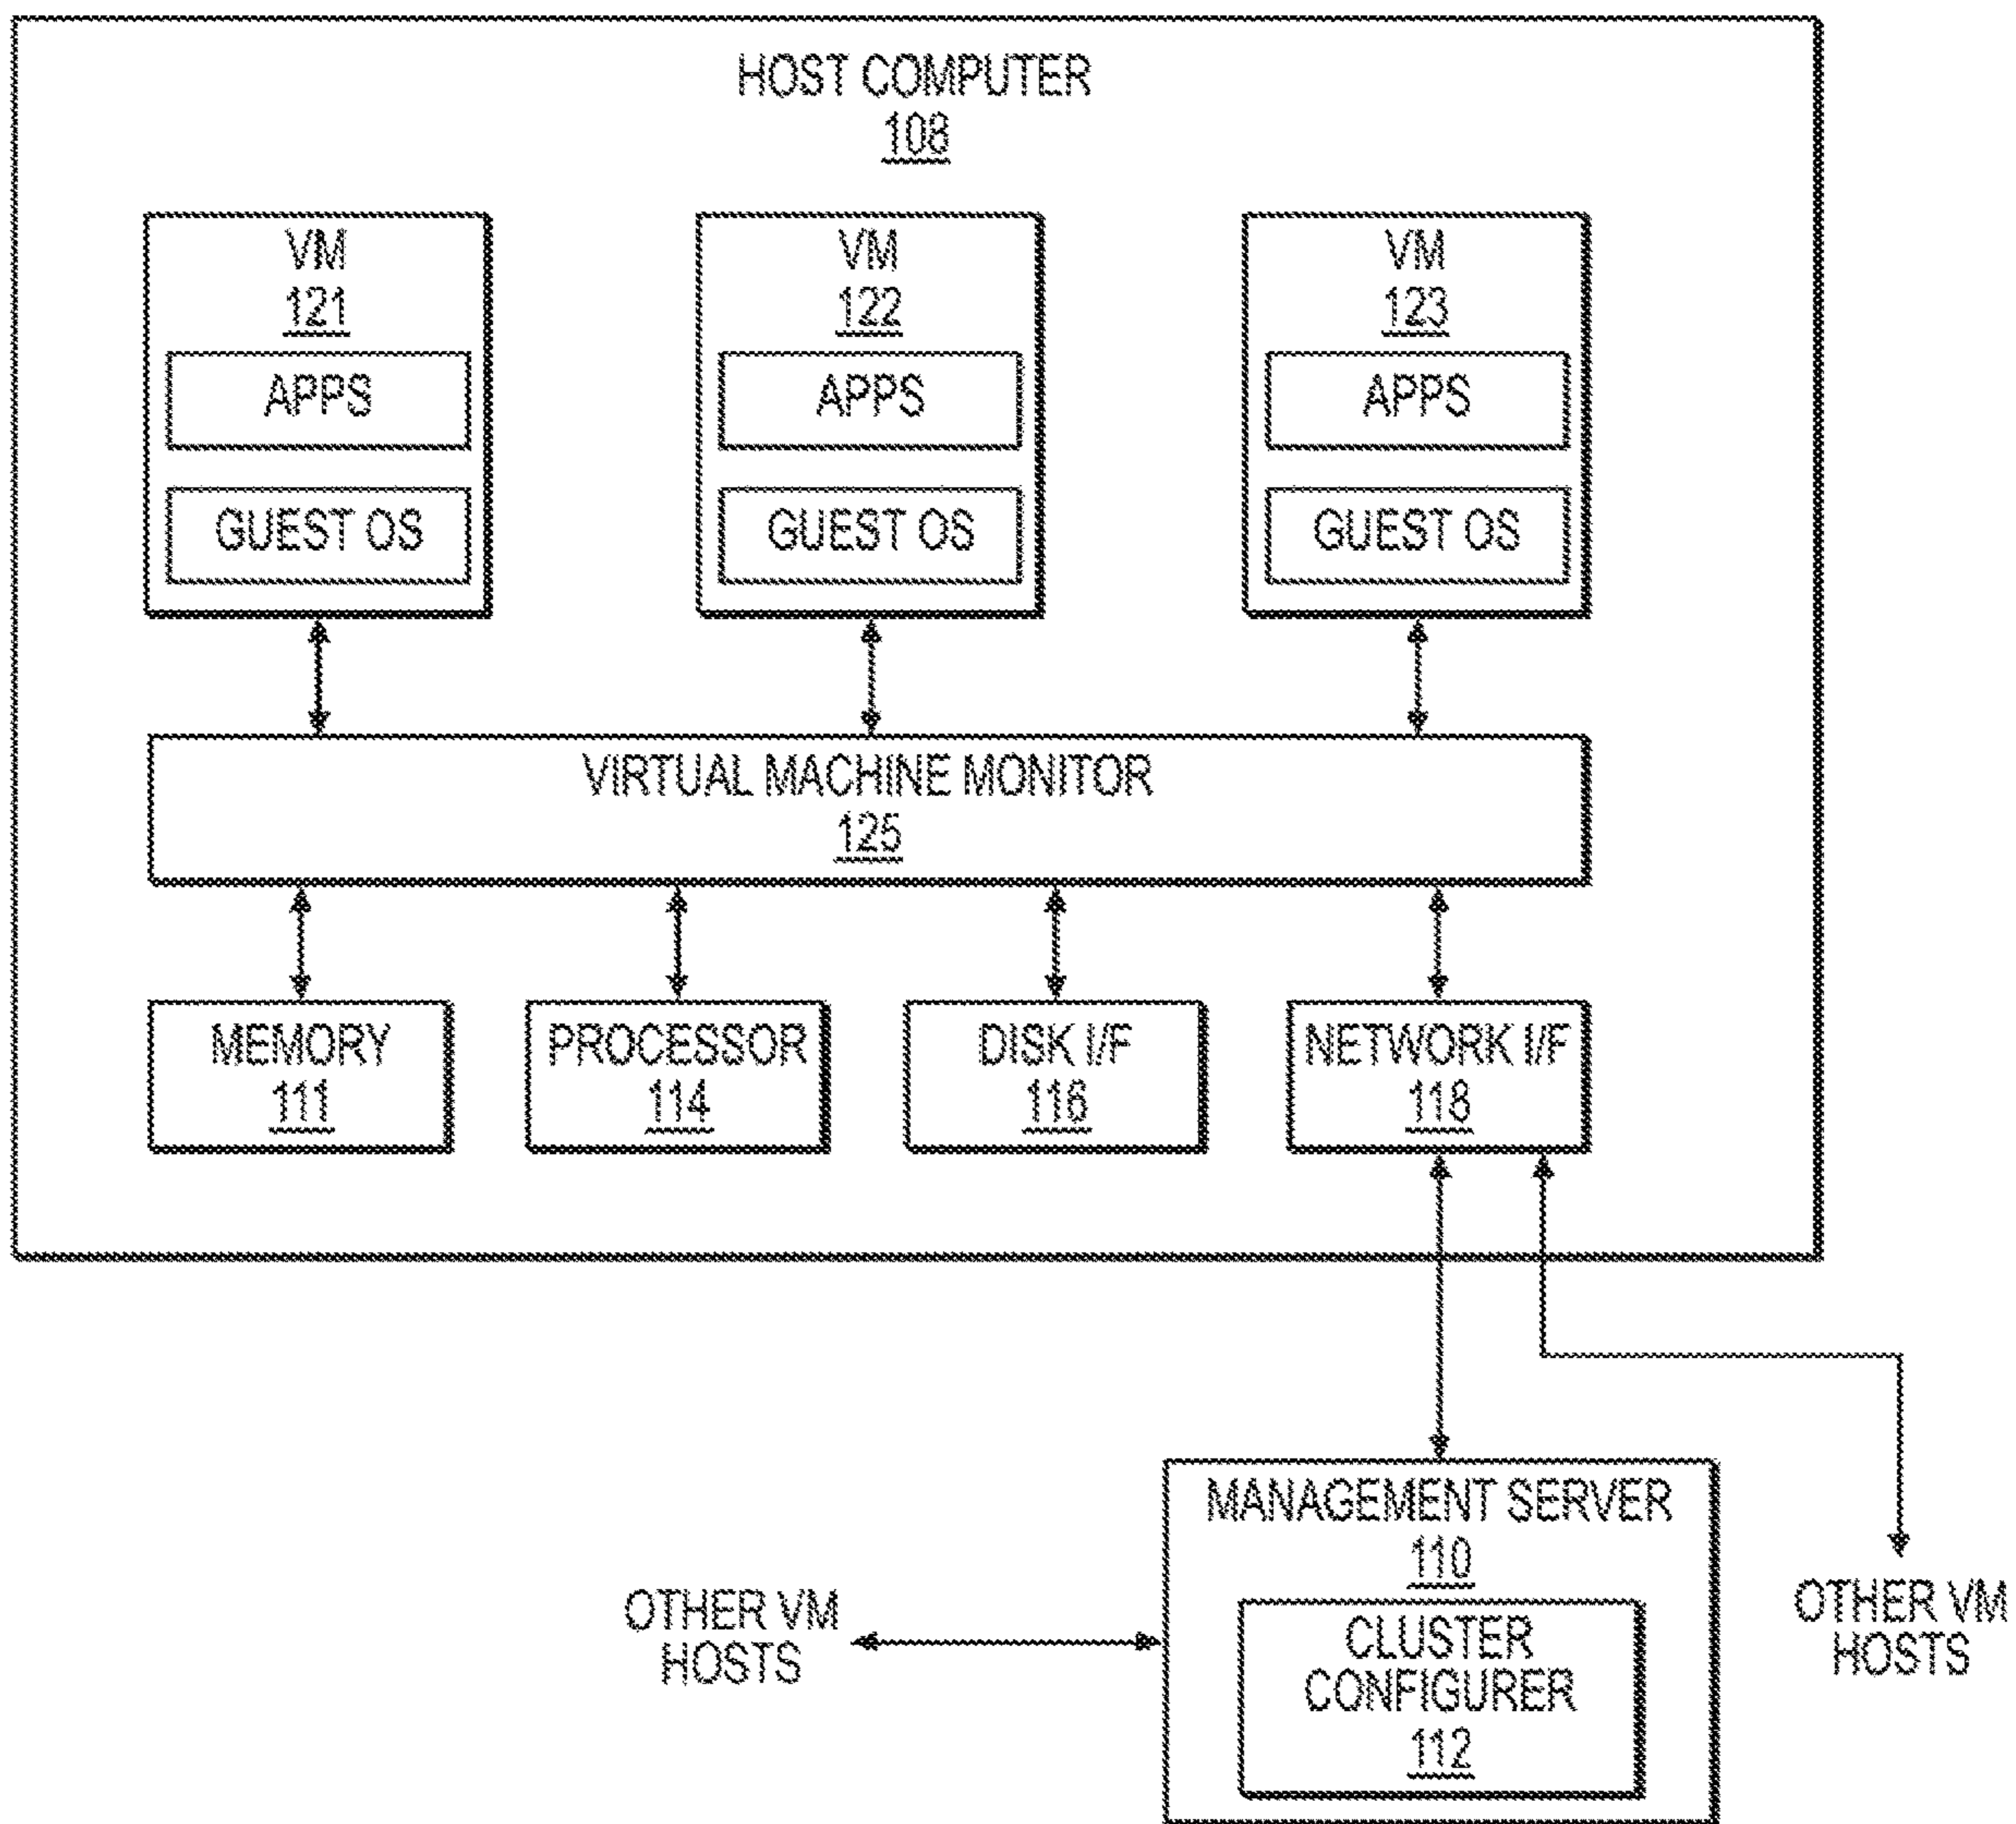 HOST COMPUTER
108
VM
121
APPS
GUEST OS
VM
122
APPS
GUEST OS
VM
123
APPS
GUEST OS
VIRTUAL MACHINE MONITOR
125
MEMORY
111
PROCESSOR
114
DISK I/F
116
NETWORK I/F
118
MANAGEMENT SERVER
110
CLUSTER
CONFIGURER
112
OTHER VM
HOSTS
OTHER VM
HOSTS